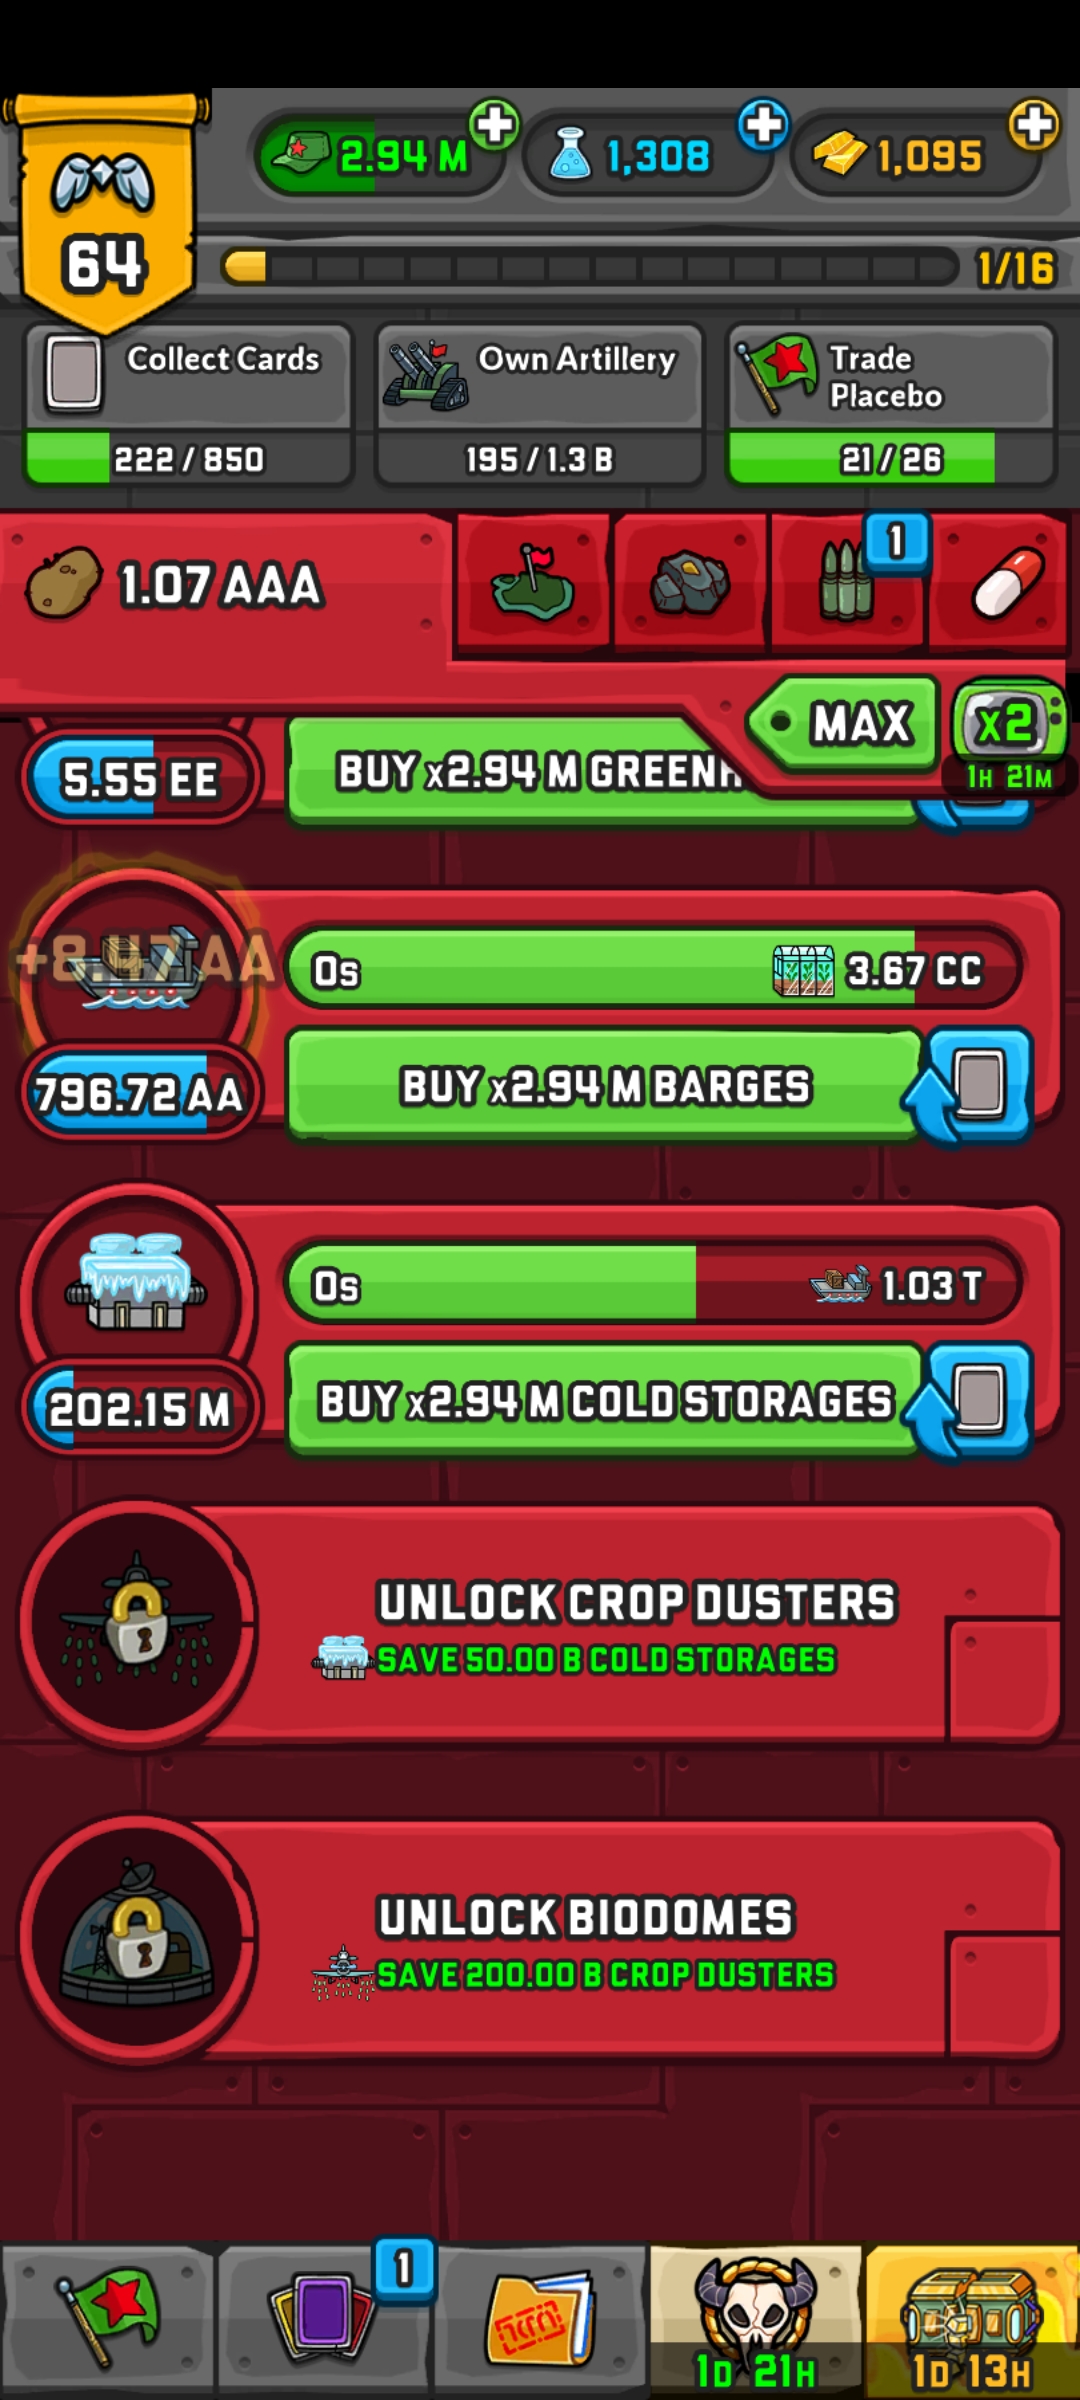 64
2.94 M
1,308
1,095
1/16
Collect Cards
222 / 850
Own Artillery
195 / 1.3 B
Trade
Placebo
21 / 26
1.07 AAA
1
MAX
x2
1H 21M
5.55 EE
BUY x2.94 M GREENH
+8.47 AA
0s
3.67 CC
796.72 AA
BUY x2.94 M BARGES
0s
1.03 T
202.15 M
BUY x2.94 M COLD STORAGES
UNLOCK CROP DUSTERS
SAVE 50.00 B COLD STORAGES
UNLOCK BIODOMES
SAVE 200.00 B CROP DUSTERS
1
1D 21H
1D 13H